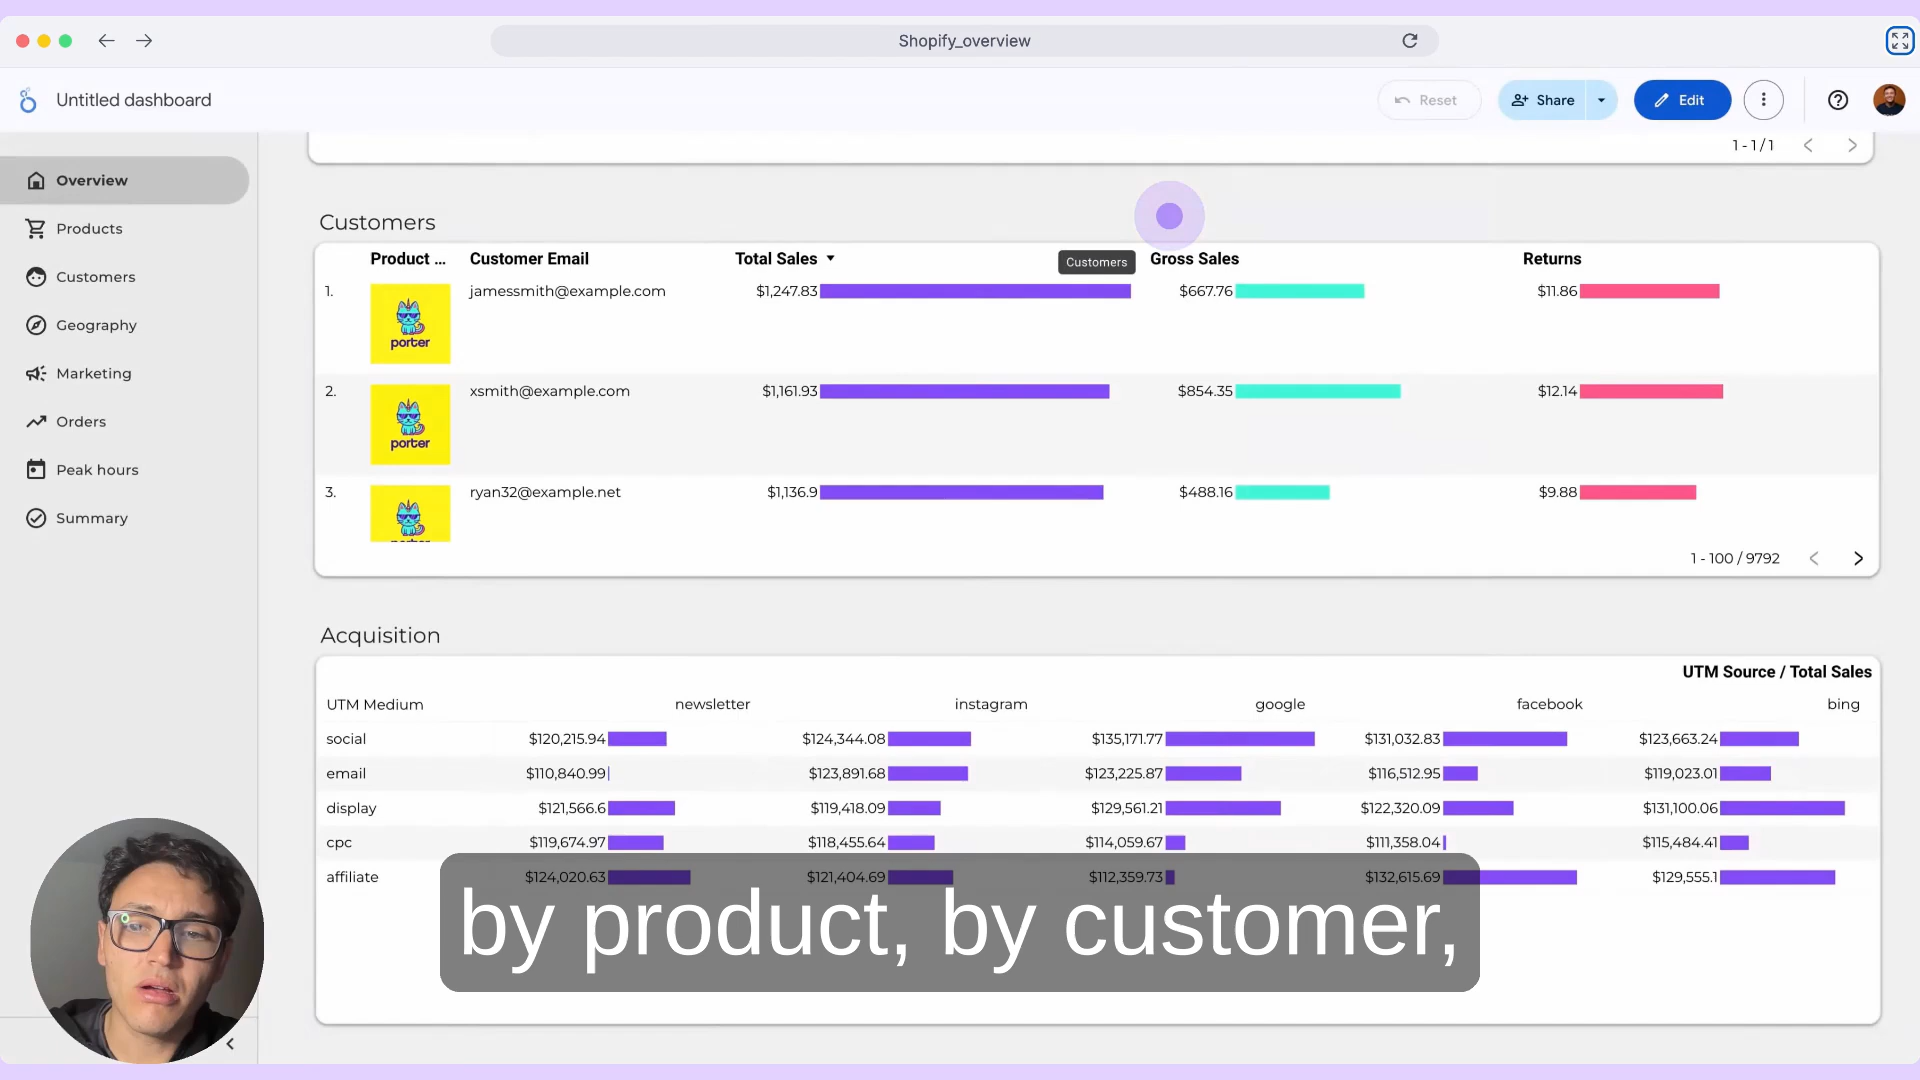 Shopify_overview
Untitled dashboard
Reset
Share
Edit
Overview
Products
Customers
Geography
Marketing
Orders
Peak hours
Summary
1 - 1 / 1
Customers
Product ... Customer Email Total Sales Gross Sales Returns
Customers
1. jamessmith@example.com $1,247.83 $667.76 $11.86
porter
2. xsmith@example.com $1,161.93 $854.35 $12.14
porter
3. ryan32@example.net $1,136.9 $488.16 $9.88
porter
1 - 100 / 9792
Acquisition
UTM Source / Total Sales
UTM Medium newsletter instagram google facebook bing
social $120,215.94 $124,344.08 $135,171.77 $131,032.83 $123,663.24
email $110,840.99 $123,891.68 $123,225.87 $116,512.95 $119,023.01
display $121,566.6 $119,418.09 $129,561.21 $122,320.09 $131,100.06
cpc $119,674.97 $118,455.64 $114,059.67 $111,358.04 $115,484.41
affiliate $124,020.63 $121,404.69 $112,359.73 $132,615.69 $129,555.1
by product, by customer,